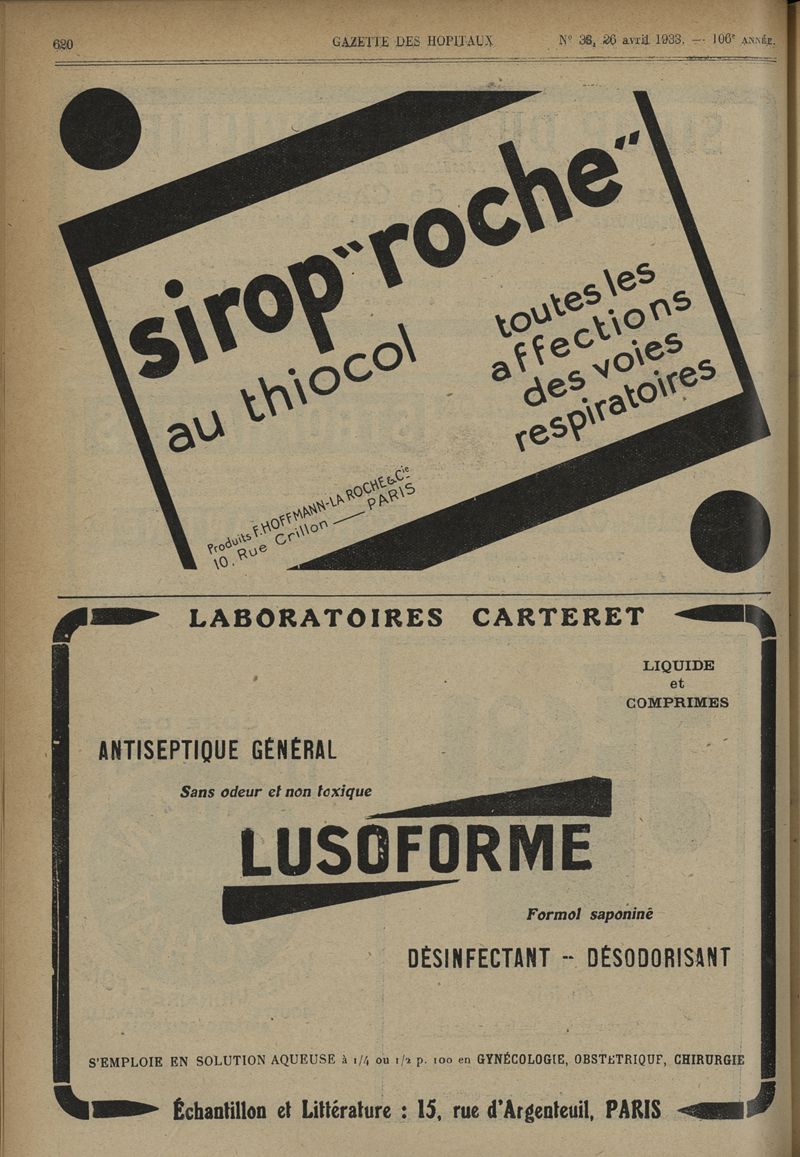 620
GAZETTE DES HOPITAUX
Nº 33, 26 avril 1933. — 106e ANNÉE.
sirop "roche"
au thiocol
toutes les
affections
des voies
respiratoires
Produits F. HOFFMANN-LA ROCHE & Cie
10, Rue Crillon — PARIS
LABORATOIRES CARTERET
LIQUIDE
et
COMPRIMES
ANTISEPTIQUE GÉNÉRAL
Sans odeur et non toxique
LUSOFORME
Formol saponiné
DÉSINFECTANT -- DÉSODORISANT
S'EMPLOIE EN SOLUTION AQUEUSE à 1/4 ou 1/2 p. 100 en GYNÉCOLOGIE, OBSTÉTRIQUE, CHIRURGIE
Échantillon et Littérature : 15, rue d'Argenteuil, PARIS